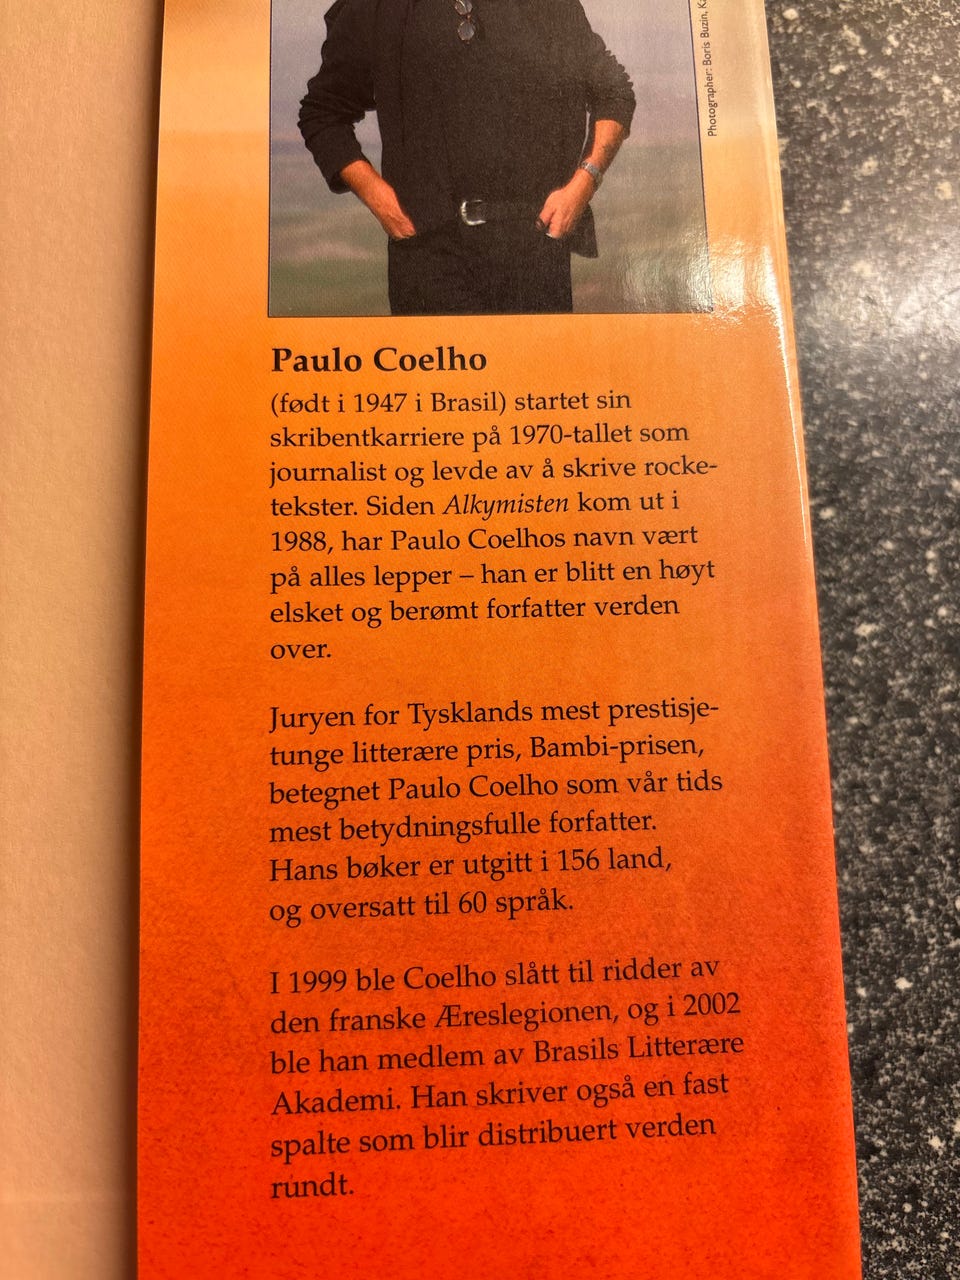 Photographer: Boris Buzin,
Paulo Coelho
(født i 1947 i Brasil) startet sin
skribentkarriere på 1970-tallet som
journalist og levde av å skrive rocke-
tekster. Siden Alkymisten kom ut i
1988, har Paulo Coelhos navn vært
på alles lepper – han er blitt en høyt
elsket og berømt forfatter verden
over.
Juryen for Tysklands mest prestisje-
tunge litterære pris, Bambi-prisen,
betegnet Paulo Coelho som vår tids
mest betydningsfulle forfatter.
Hans bøker er utgitt i 156 land,
og oversatt til 60 språk.
I 1999 ble Coelho slått til ridder av
den franske Æreslegionen, og i 2002
ble han medlem av Brasils Litterære
Akademi. Han skriver også en fast
spalte som blir distribuert verden
rundt.